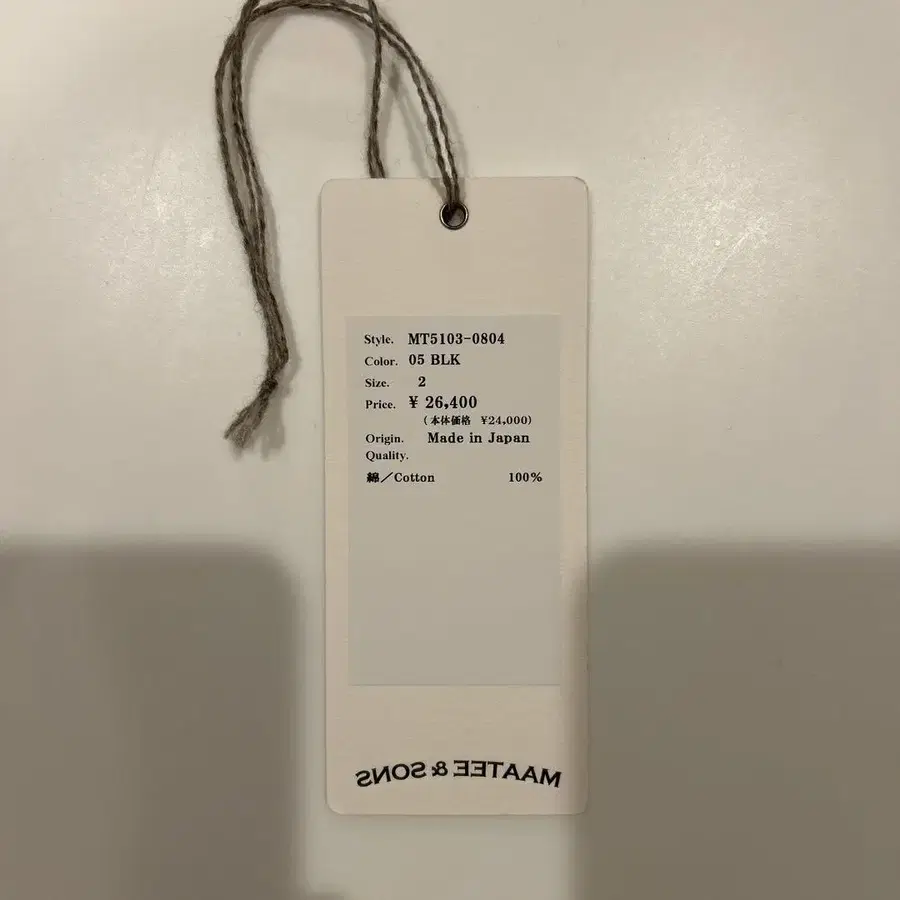 Style. MT5103-0804
Color. 05 BLK
Size. 2
Price. ¥ 26,400
(本体価格 ¥24,000)
Origin. Made in Japan
Quality.
綿/Cotton 100%
MAATEE & SONS